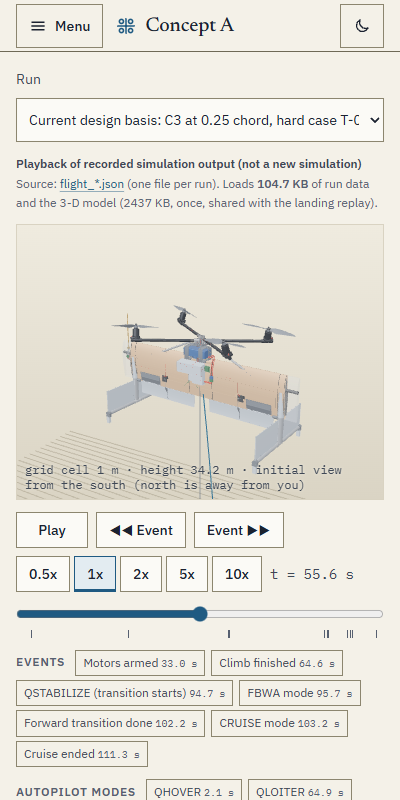 Menu
Concept A
Run
Current design basis: C3 at 0.25 chord, hard case T-0
Playback of recorded simulation output (not a new simulation)
Source: flight_*.json (one file per run). Loads 104.7 KB of run data
and the 3-D model (2437 KB, once, shared with the landing replay).
grid cell 1 m · height 34.2 m · initial view
from the south (north is away from you)
Play ◀◀ Event Event ▶▶
0.5x 1x 2x 5x 10x t = 55.6 s
EVENTS Motors armed 33.0 s Climb finished 64.6 s
QSTABILIZE (transition starts) 94.7 s FBWA mode 95.7 s
Forward transition done 102.2 s CRUISE mode 103.2 s
Cruise ended 111.3 s
AUTOPILOT MODES QHOVER 2.1 s QLOITER 64.9 s